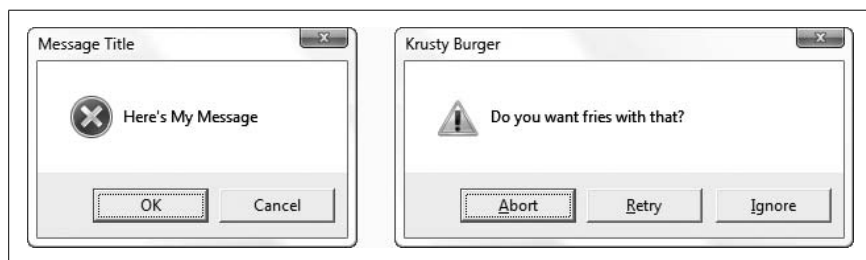 Message Title
Here's My Message
OK Cancel
Krusty Burger
Do you want fries with that?
Abort Retry Ignore